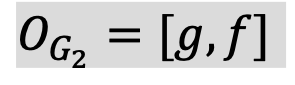 O_{G_2} = [g, f]